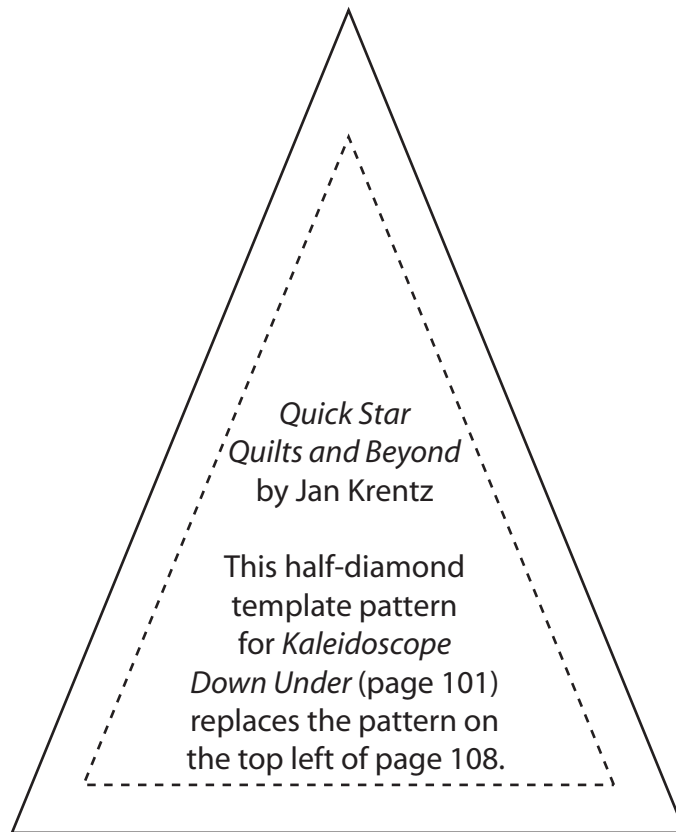 Quick Star
Quilts and Beyond
by Jan Krentz
This half-diamond
template pattern
for Kaleidoscope
Down Under (page 101)
replaces the pattern on
the top left of page 108.